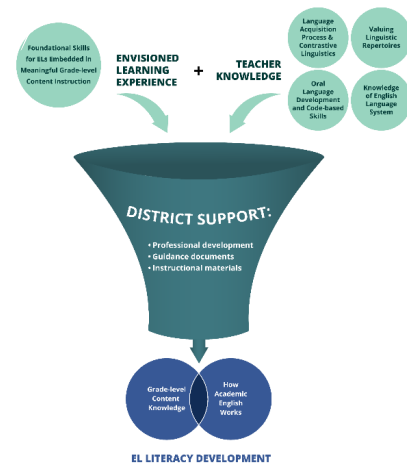 Foundational Skills
for ELs Embedded in
Meaningful Grade-level
Content Instruction
ENVISIONED
LEARNING
EXPERIENCE
+
TEACHER
KNOWLEDGE
Language
Acquisition
Process &
Contrastive
Linguistics
Valuing
Linguistic
Repertoires
Oral
Language
Development
and Code-based
Skills
Knowledge
of English
Language
System
DISTRICT SUPPORT:
• Professional development
• Guidance documents
• Instructional materials
Grade-level
Content
Knowledge
How
Academic
English
Works
EL LITERACY DEVELOPMENT